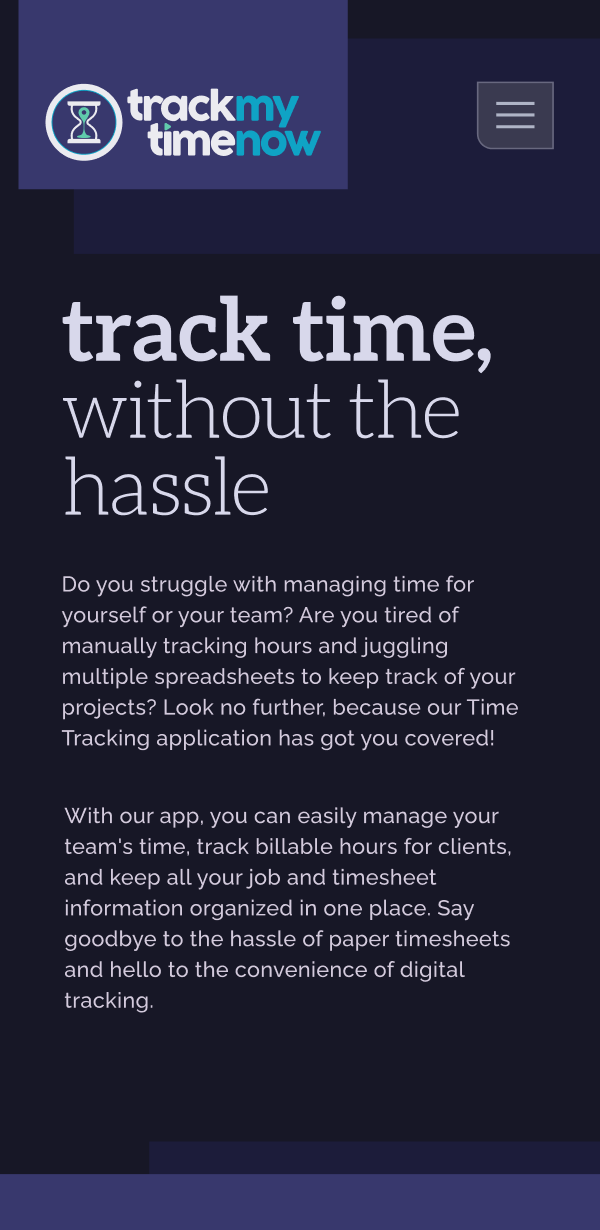 trackmy
timenow
track time,
without the
hassle
Do you struggle with managing time for
yourself or your team? Are you tired of
manually tracking hours and juggling
multiple spreadsheets to keep track of your
projects? Look no further, because our Time
Tracking application has got you covered!
With our app, you can easily manage your
team's time, track billable hours for clients,
and keep all your job and timesheet
information organized in one place. Say
goodbye to the hassle of paper timesheets
and hello to the convenience of digital
tracking.